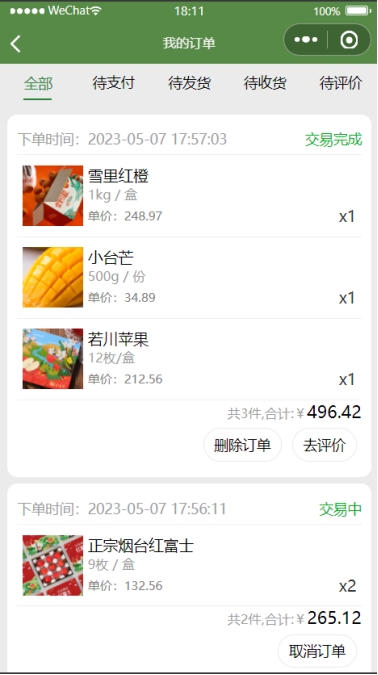 WeChat 18:11 100%
我的订单
全部 待支付 待发货 待收货 待评价
下单时间：2023-05-07 17:57:03 交易完成
雪里红橙
1kg / 盒
单价：248.97 x1
小台芒
500g / 份
单价：34.89 x1
若川苹果
12枚/盒
单价：212.56 x1
共3件,合计:￥496.42
删除订单 去评价
下单时间：2023-05-07 17:56:11 交易中
正宗烟台红富士
9枚 / 盒
单价：132.56 x2
共2件,合计:￥265.12
取消订单